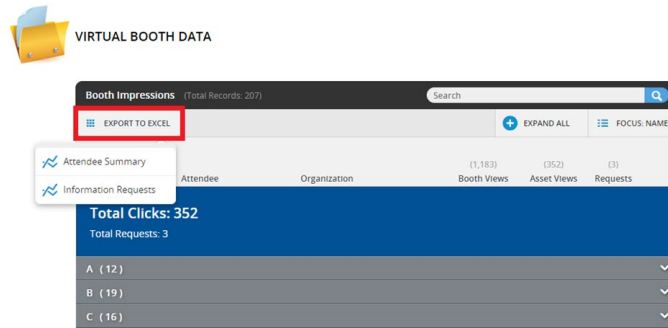 VIRTUAL BOOTH DATA
Booth Impressions (Total Records: 207)
Search
EXPORT TO EXCEL
EXPAND ALL
FOCUS: NAME
Attendee Summary
Information Requests
(1,183) (352) (3)
Attendee Organization Booth Views Asset Views Requests
Total Clicks: 352
Total Requests: 3
A (12)
B (19)
C (16)